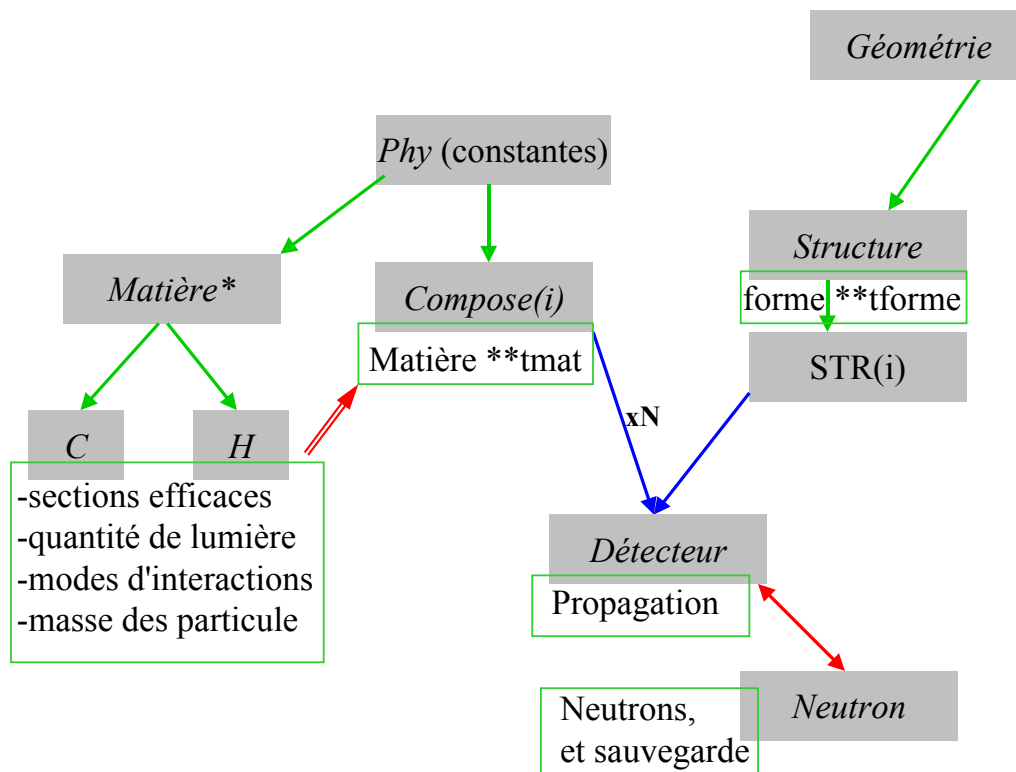 Géométrie
Phy (constantes)
Matière*
Compose(i)
Structure
forme **tforme
Matière **tmat
STR(i)
C
H
xN
-sections efficaces
-quantité de lumière
-modes d'interactions
-masse des particule
Détecteur
Propagation
Neutrons,
et sauvegarde
Neutron